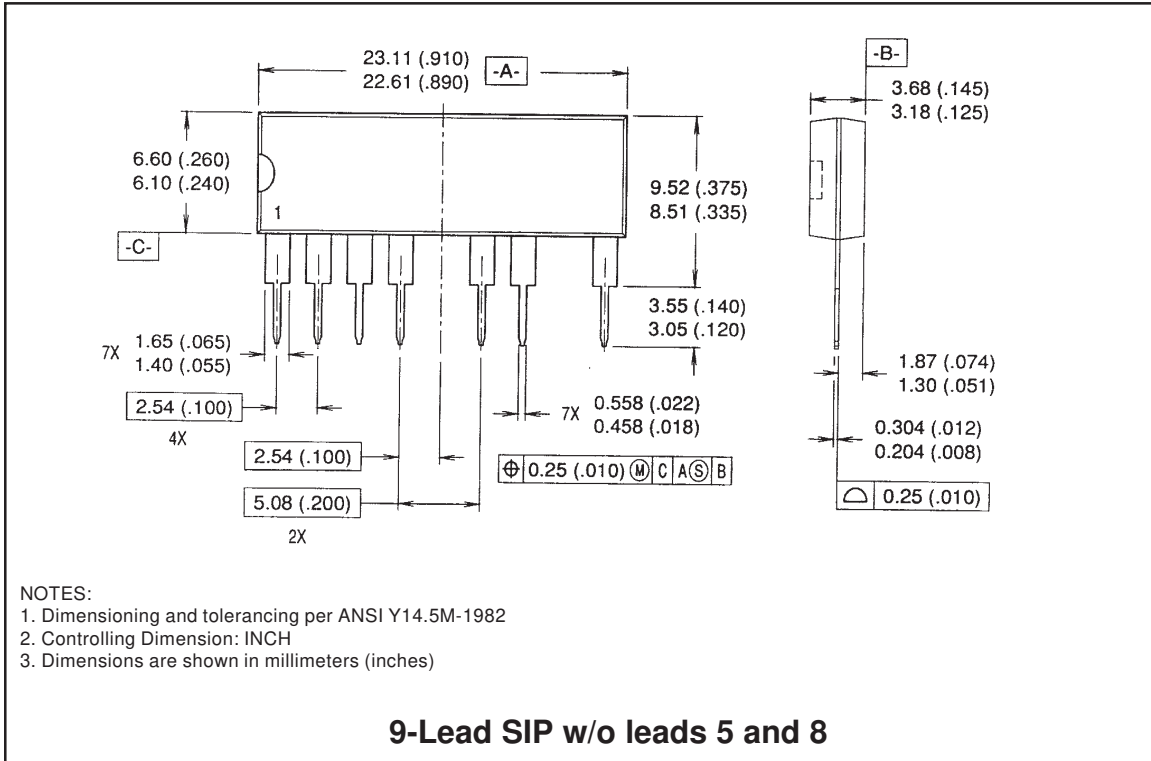 23.11 (.910)
22.61 (.890)
-A-
-B-
3.68 (.145)
3.18 (.125)
6.60 (.260)
6.10 (.240)
9.52 (.375)
8.51 (.335)
1
-C-
3.55 (.140)
3.05 (.120)
7X 1.65 (.065)
1.40 (.055)
1.87 (.074)
1.30 (.051)
2.54 (.100)
4X
7X 0.558 (.022)
0.458 (.018)
0.304 (.012)
0.204 (.008)
2.54 (.100)
⌖ 0.25 (.010) Ⓜ C A Ⓢ B
5.08 (.200)
2X
⌓ 0.25 (.010)
NOTES:
1. Dimensioning and tolerancing per ANSI Y14.5M-1982
2. Controlling Dimension: INCH
3. Dimensions are shown in millimeters (inches)
9-Lead SIP w/o leads 5 and 8